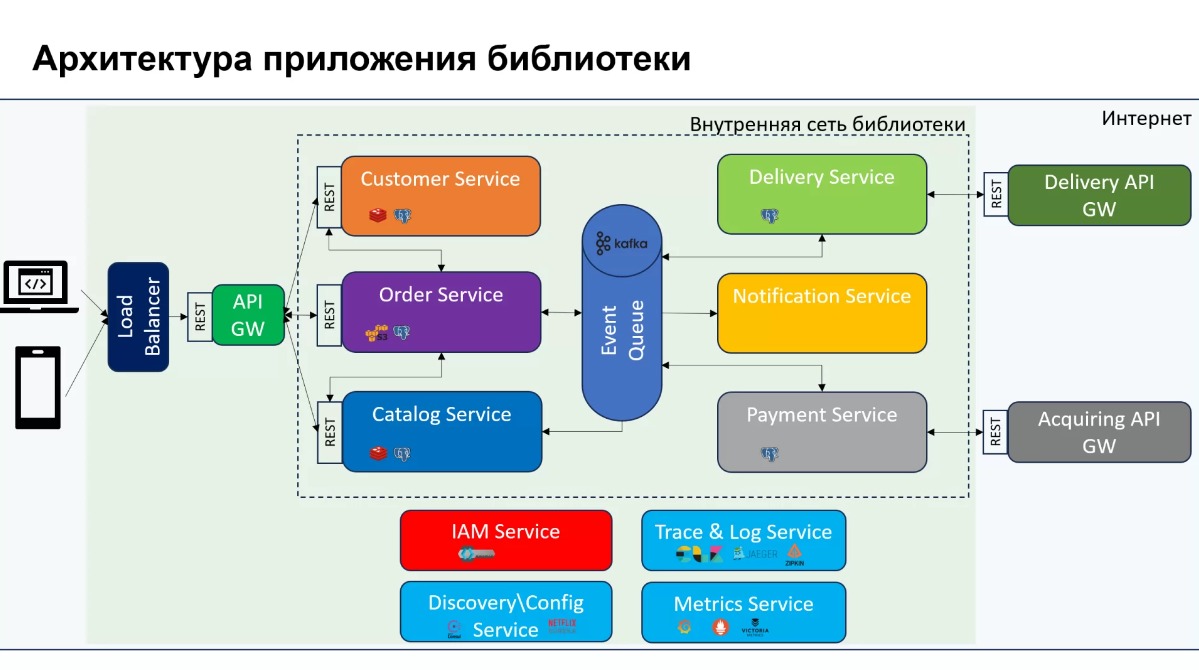 Архитектура приложения библиотеки
Интернет
Внутренняя сеть библиотеки
Load
Balancer
REST
API
GW
REST
Customer Service
REST
Order Service
S3
REST
Catalog Service
kafka
Event
Queue
Delivery Service
Notification Service
Payment Service
REST
Delivery API
GW
REST
Acquiring API
GW
IAM Service
Trace & Log Service
JAEGER
ZIPKIN
Discovery\Config
Service
NETFLIX
Metrics Service
VICTORIA
METRICS